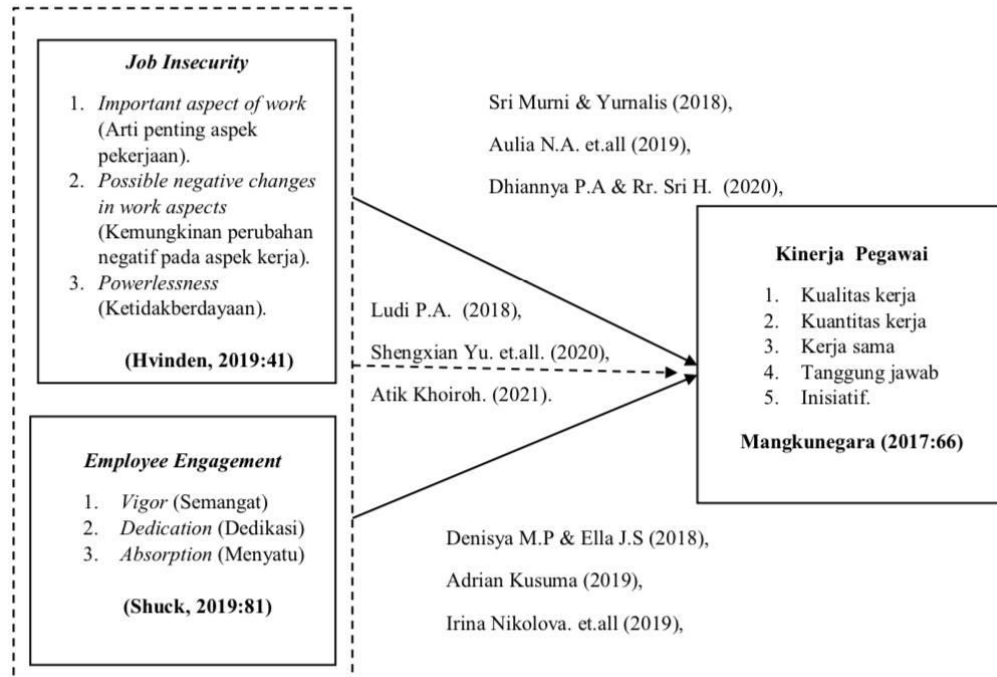 Job Insecurity
1. Important aspect of work
(Arti penting aspek
pekerjaan).
2. Possible negative changes
in work aspects
(Kemungkinan perubahan
negatif pada aspek kerja).
3. Powerlessness
(Ketidakberdayaan).
(Hvinden, 2019:41)
Employee Engagement
1. Vigor (Semangat)
2. Dedication (Dedikasi)
3. Absorption (Menyatu)
(Shuck, 2019:81)
Sri Murni & Yurnalis (2018),
Aulia N.A. et.all (2019),
Dhiannya P.A & Rr. Sri H. (2020),
Ludi P.A. (2018),
Shengxian Yu. et.all. (2020),
Atik Khoiroh. (2021).
Denisya M.P & Ella J.S (2018),
Adrian Kusuma (2019),
Irina Nikolova. et.all (2019),
Kinerja Pegawai
1. Kualitas kerja
2. Kuantitas kerja
3. Kerja sama
4. Tanggung jawab
5. Inisiatif.
Mangkunegara (2017:66)